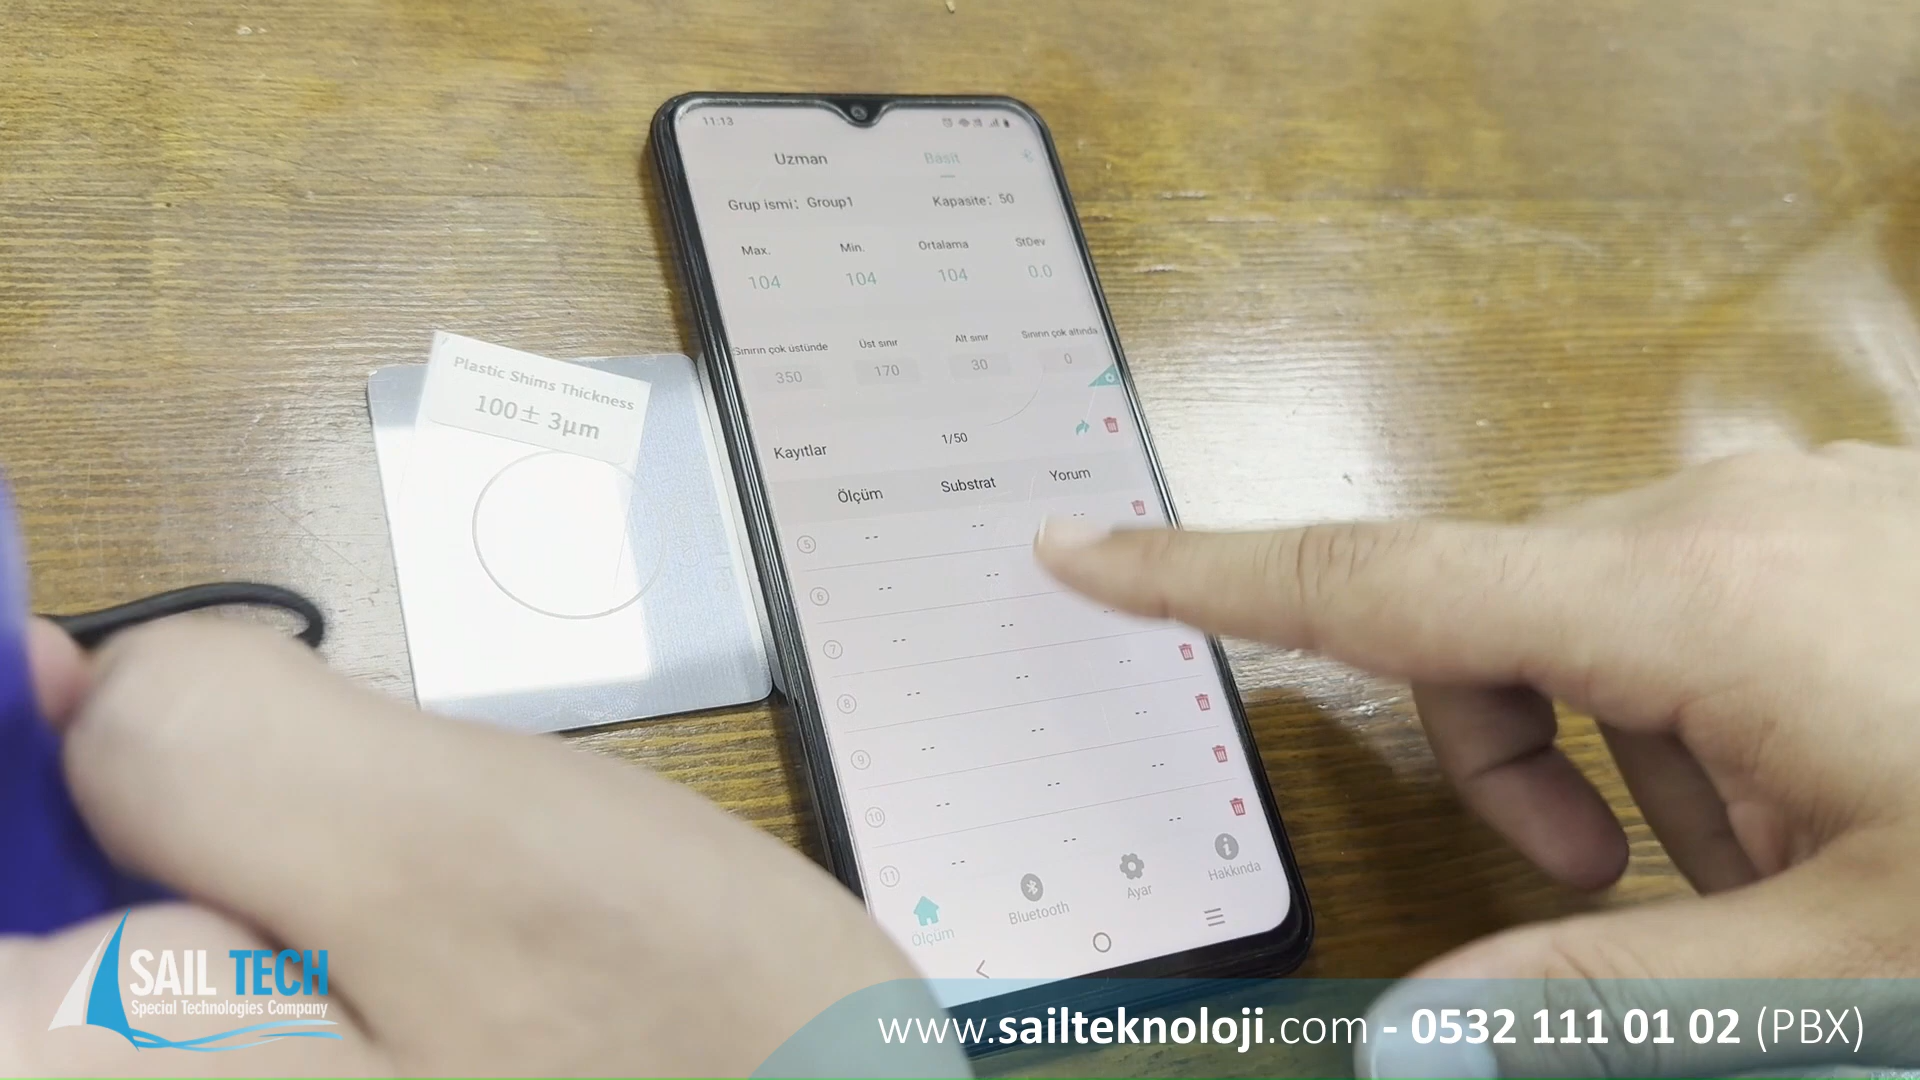 11:13
Uzman Basit
Grup ismi: Group1 Kapasite: 50
Max. Min. Ortalama StDev
104 104 104 0.0
Sınırın çok üstünde Üst sınır Alt sınır Sınırın çok altında
350 170 30 0
Kayıtlar 1/50
Ölçüm Substrat Yorum
5 -- -- --
6 -- --
7 -- -- --
8 -- -- --
9 -- -- --
10 -- -- --
11 -- -- --
Ölçüm Bluetooth Ayar Hakkında
Plastic Shims Thickness
100± 3µm
SAIL TECH
Special Technologies Company
www.sailteknoloji.com - 0532 111 01 02 (PBX)